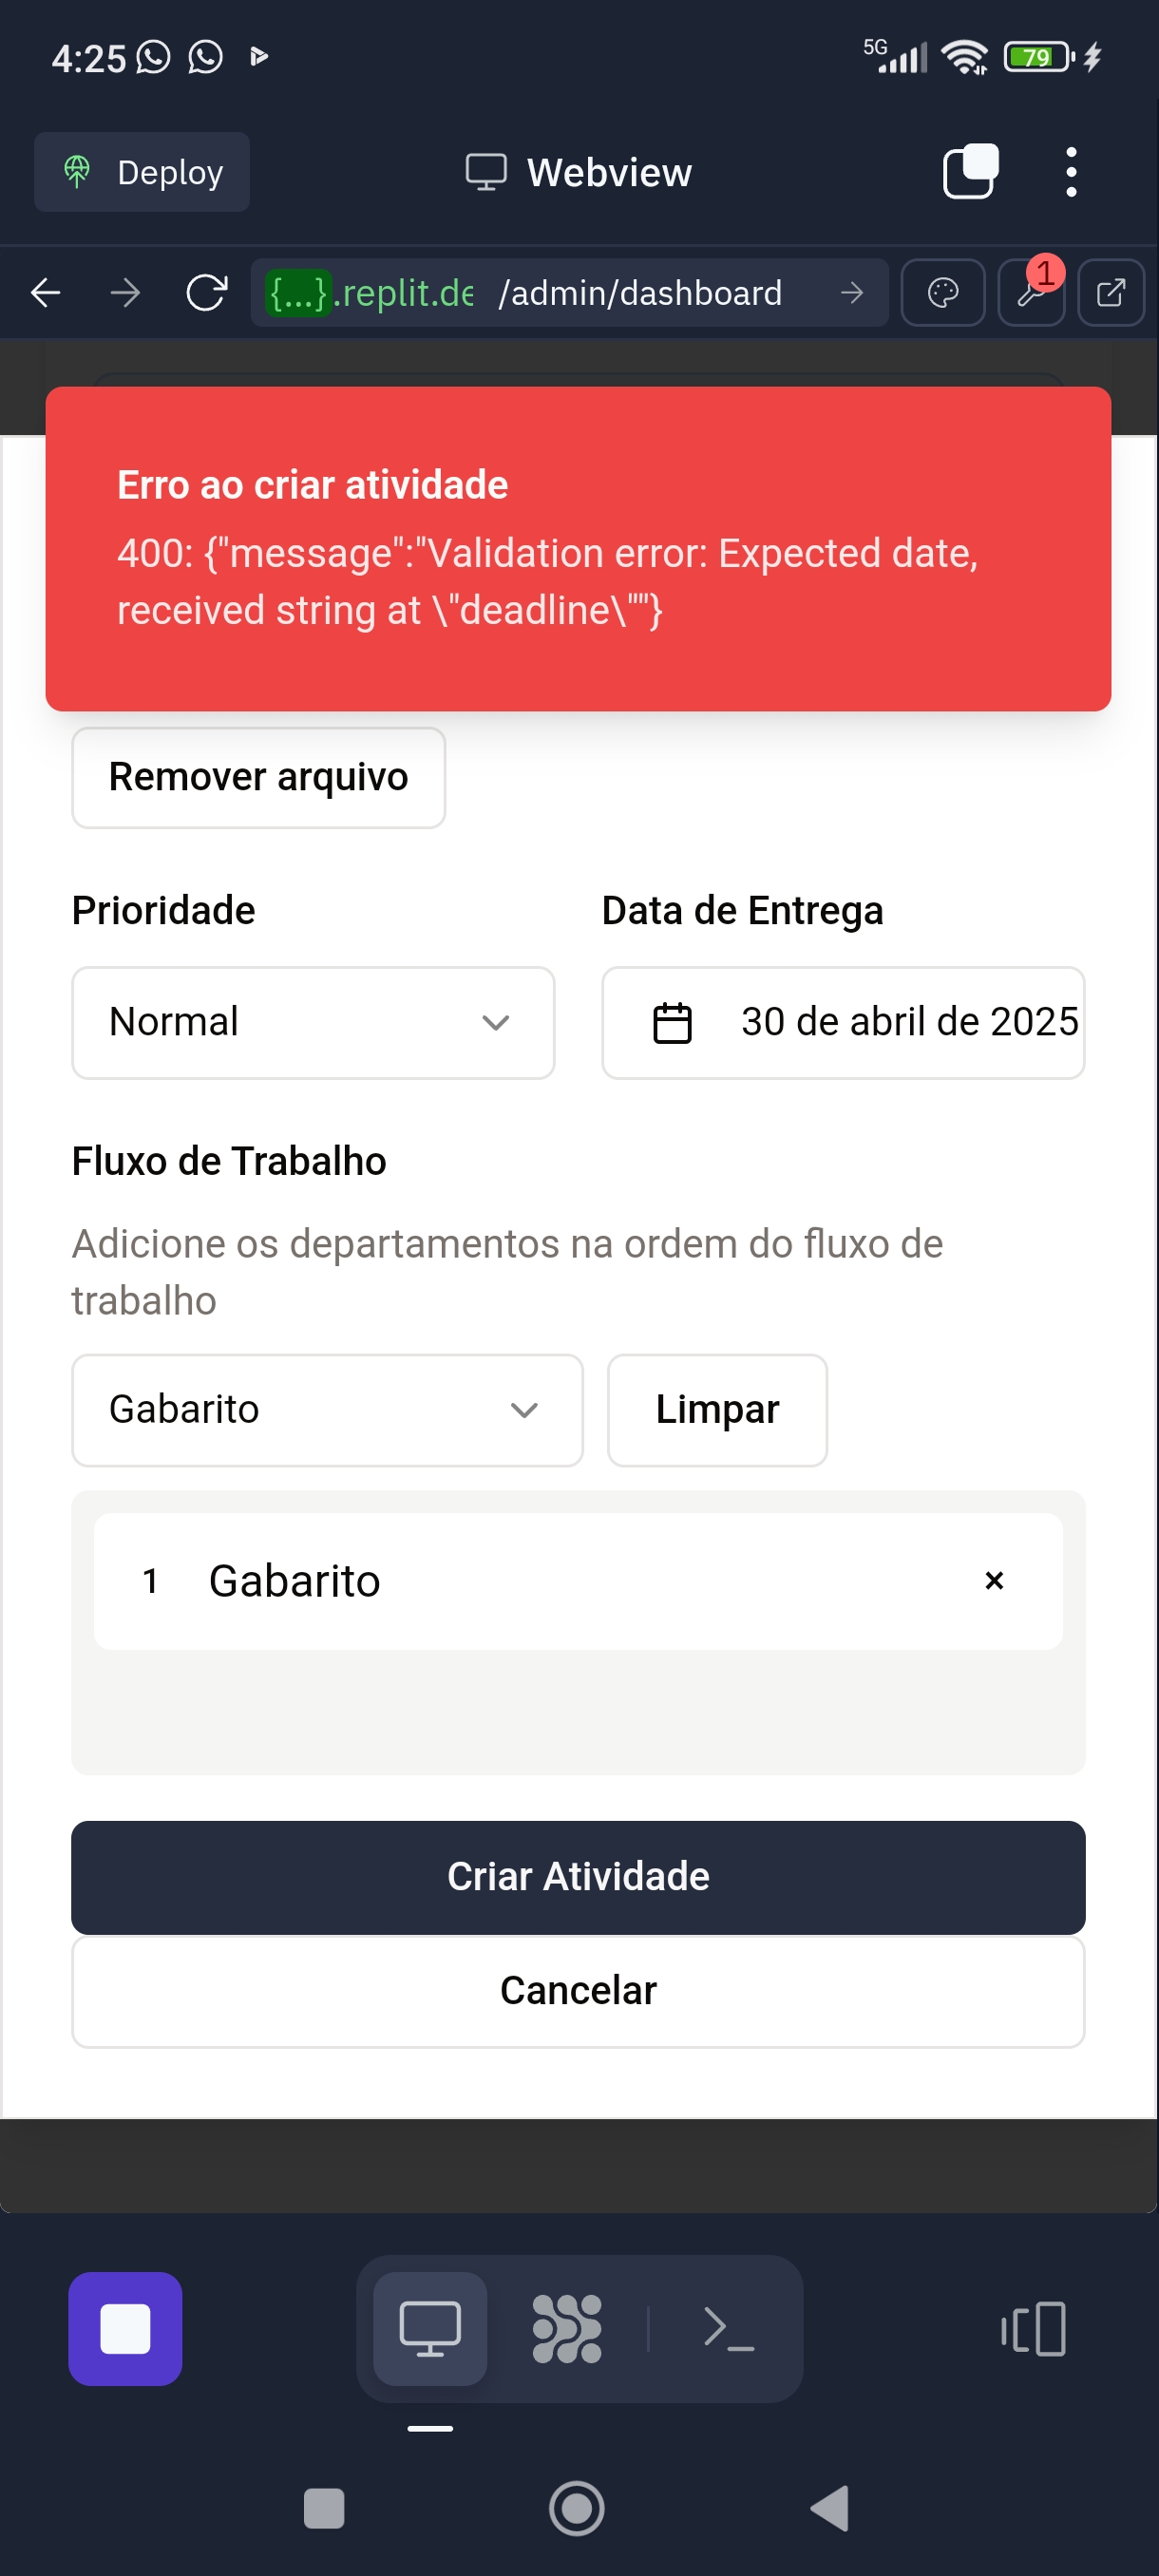 4:25
5G
79
Deploy
Webview
{...}.replit.de /admin/dashboard
1
Erro ao criar atividade
400: {"message":"Validation error: Expected date,
received string at \"deadline\""}
Remover arquivo
Prioridade
Data de Entrega
Normal
30 de abril de 2025
Fluxo de Trabalho
Adicione os departamentos na ordem do fluxo de
trabalho
Gabarito
Limpar
1 Gabarito ×
Criar Atividade
Cancelar